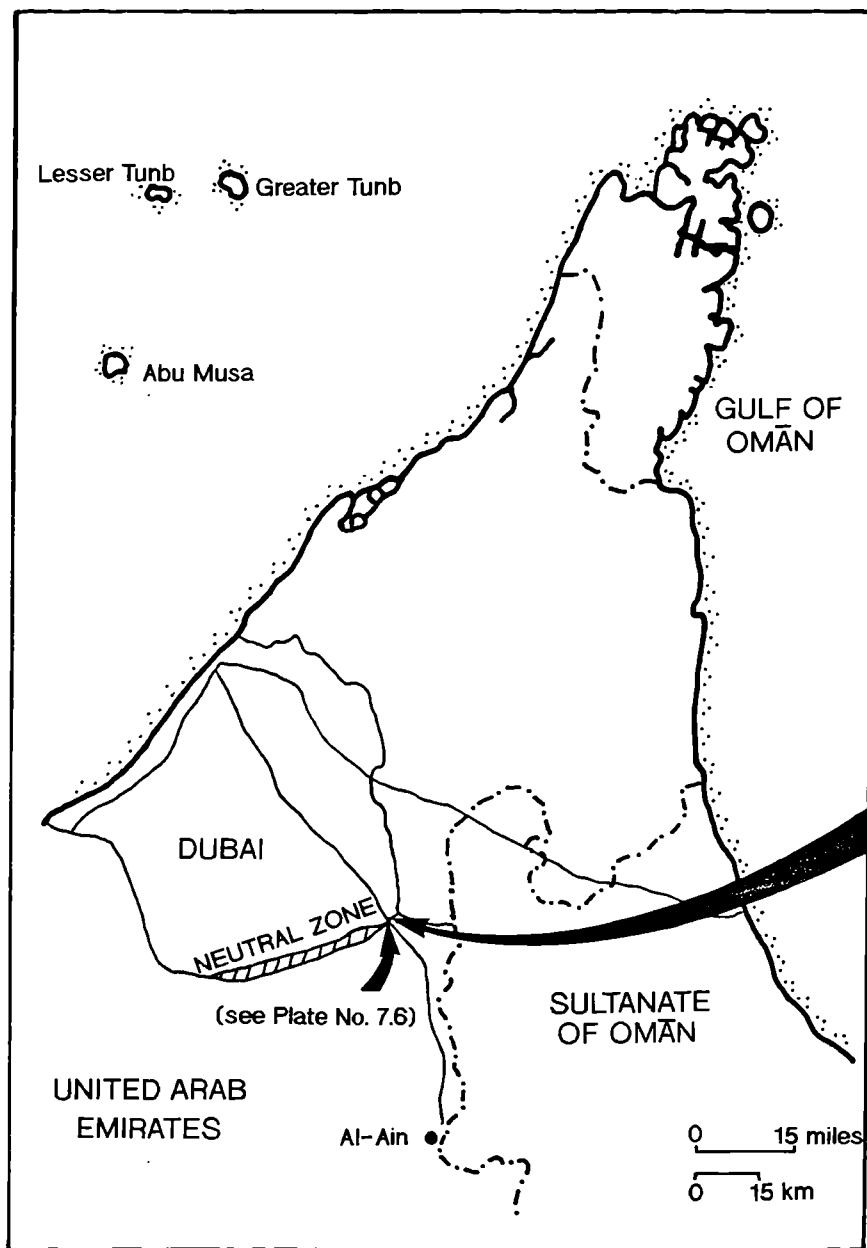 Lesser Tunb
Greater Tunb
Abu Musa
GULF OF
OMĀN
DUBAI
NEUTRAL ZONE
(see Plate No. 7.6)
SULTANATE
OF OMĀN
UNITED ARAB
EMIRATES
Al-Ain
0 15 miles
0 15 km